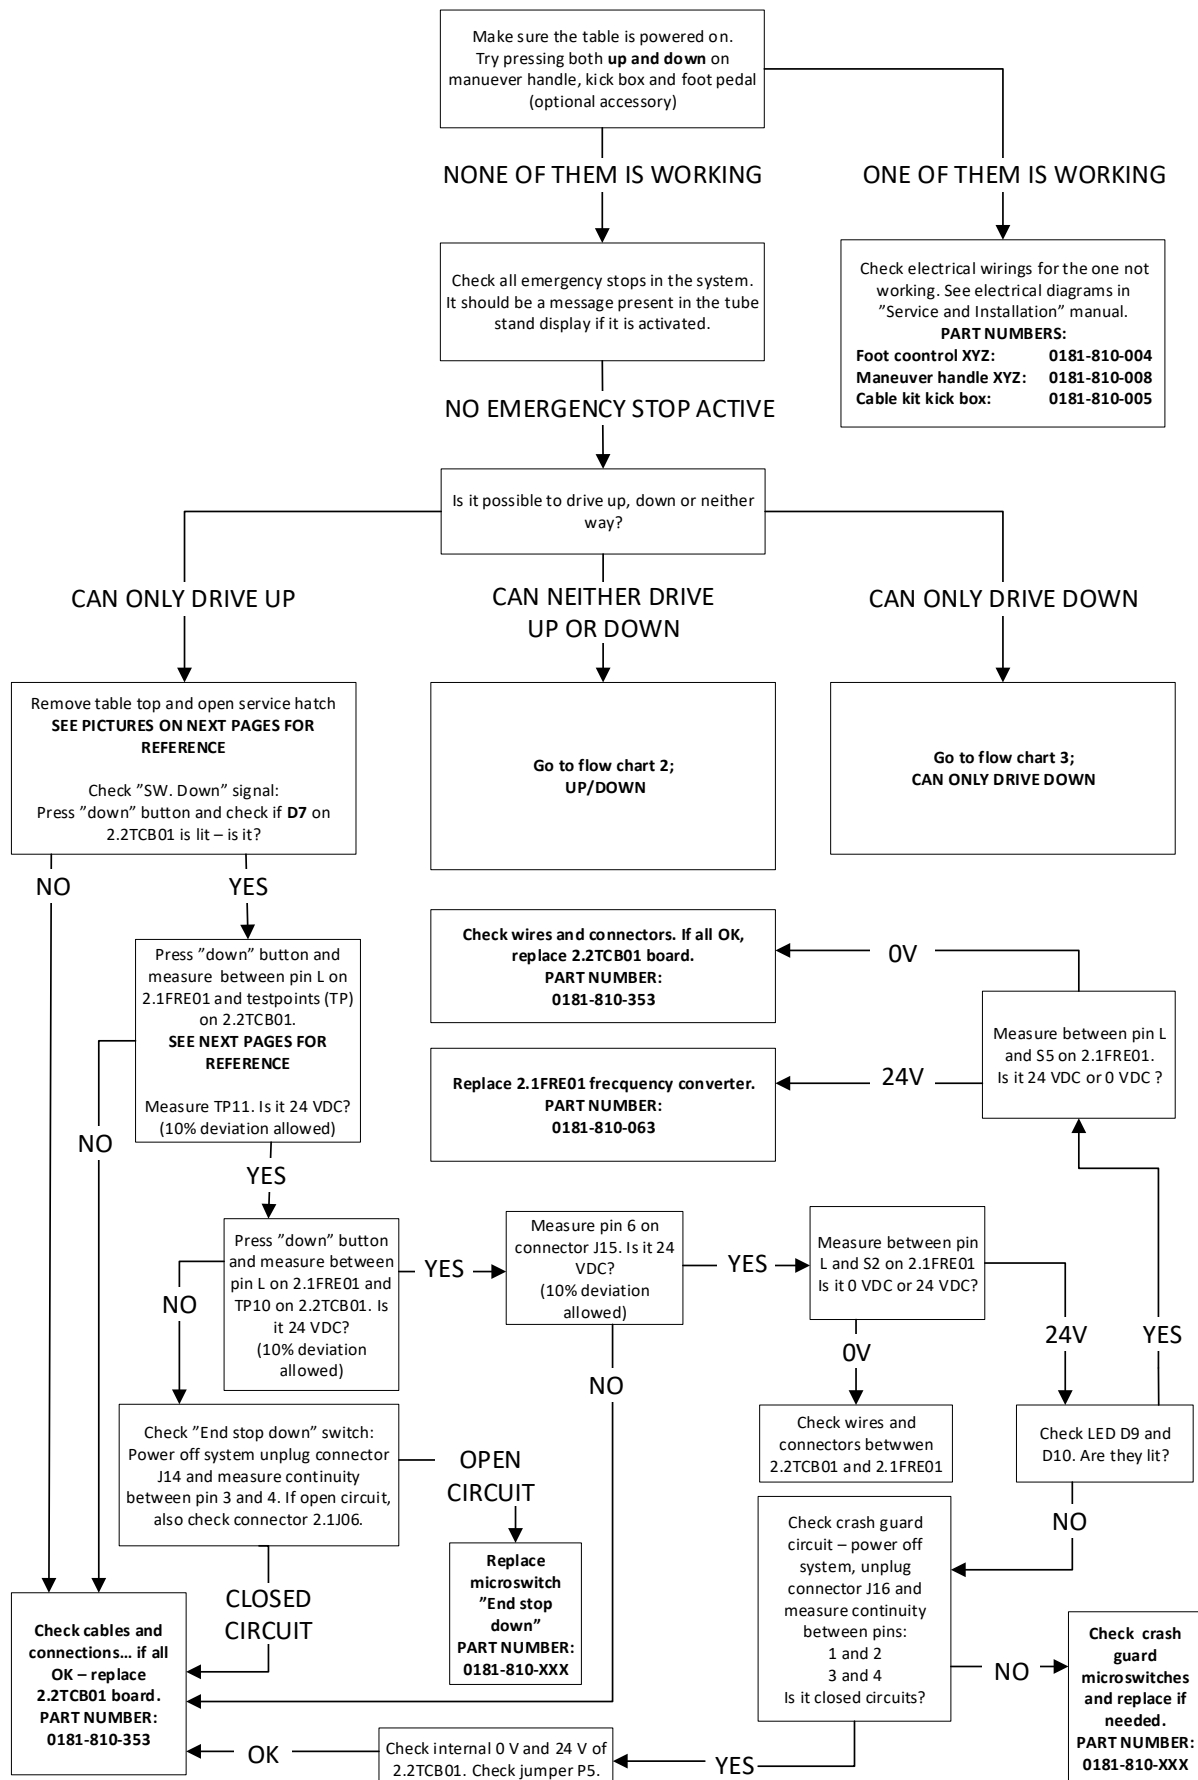 Make sure the table is powered on.
Try pressing both up and down on
manuever handle, kick box and foot pedal
(optional accessory)
NONE OF THEM IS WORKING
ONE OF THEM IS WORKING
Check all emergency stops in the system.
It should be a message present in the tube
stand display if it is activated.
Check electrical wirings for the one not
working. See electrical diagrams in
”Service and Installation” manual.
PART NUMBERS:
Foot coontrol XYZ: 0181-810-004
Maneuver handle XYZ: 0181-810-008
Cable kit kick box: 0181-810-005
NO EMERGENCY STOP ACTIVE
Is it possible to drive up, down or neither
way?
CAN ONLY DRIVE UP
CAN NEITHER DRIVE
UP OR DOWN
CAN ONLY DRIVE DOWN
Remove table top and open service hatch
SEE PICTURES ON NEXT PAGES FOR
REFERENCE
Check ”SW. Down” signal:
Press ”down” button and check if D7 on
2.2TCB01 is lit – is it?
Go to flow chart 2;
UP/DOWN
Go to flow chart 3;
CAN ONLY DRIVE DOWN
NO
YES
Press ”down” button and
measure between pin L on
2.1FRE01 and testpoints (TP)
on 2.2TCB01.
SEE NEXT PAGES FOR
REFERENCE
Measure TP11. Is it 24 VDC?
(10% deviation allowed)
Check wires and connectors. If all OK,
replace 2.2TCB01 board.
PART NUMBER:
0181-810-353
0V
Measure between pin L
and S5 on 2.1FRE01.
Is it 24 VDC or 0 VDC ?
Replace 2.1FRE01 frecquency converter.
PART NUMBER:
0181-810-063
24V
NO
YES
Press ”down” button
and measure between
pin L on 2.1FRE01 and
TP10 on 2.2TCB01. Is
it 24 VDC?
(10% deviation
allowed)
YES
Measure pin 6 on
connector J15. Is it 24
VDC?
(10% deviation
allowed)
YES
Measure between pin
L and S2 on 2.1FRE01
Is it 0 VDC or 24 VDC?
NO
0V
24V
YES
NO
Check ”End stop down” switch:
Power off system unplug connector
J14 and measure continuity
between pin 3 and 4. If open circuit,
also check connector 2.1J06.
OPEN
CIRCUIT
Check wires and
connectors betwwen
2.2TCB01 and 2.1FRE01
Check LED D9 and
D10. Are they lit?
NO
Replace
microswitch
”End stop
down”
PART NUMBER:
0181-810-XXX
Check crash guard
circuit – power off
system, unplug
connector J16 and
measure continuity
between pins:
1 and 2
3 and 4
Is it closed circuits?
CLOSED
CIRCUIT
Check cables and
connections… if all
OK – replace
2.2TCB01 board.
PART NUMBER:
0181-810-353
NO
Check crash
guard
microswitches
and replace if
needed.
PART NUMBER:
0181-810-XXX
OK
Check internal 0 V and 24 V of
2.2TCB01. Check jumper P5.
YES